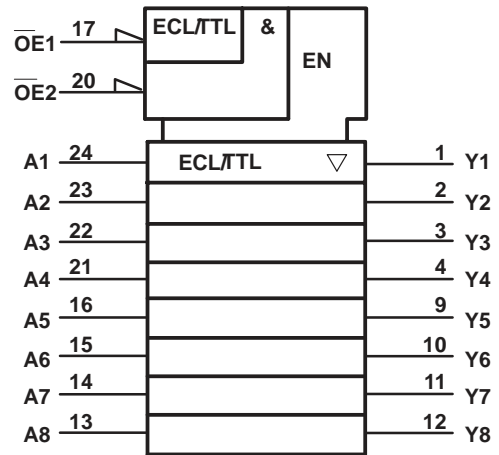 ECL/TTL & EN
O̅E̅1 17
O̅E̅2 20
A1 24 ECL/TTL ▽ 1 Y1
A2 23 2 Y2
A3 22 3 Y3
A4 21 4 Y4
A5 16 9 Y5
A6 15 10 Y6
A7 14 11 Y7
A8 13 12 Y8